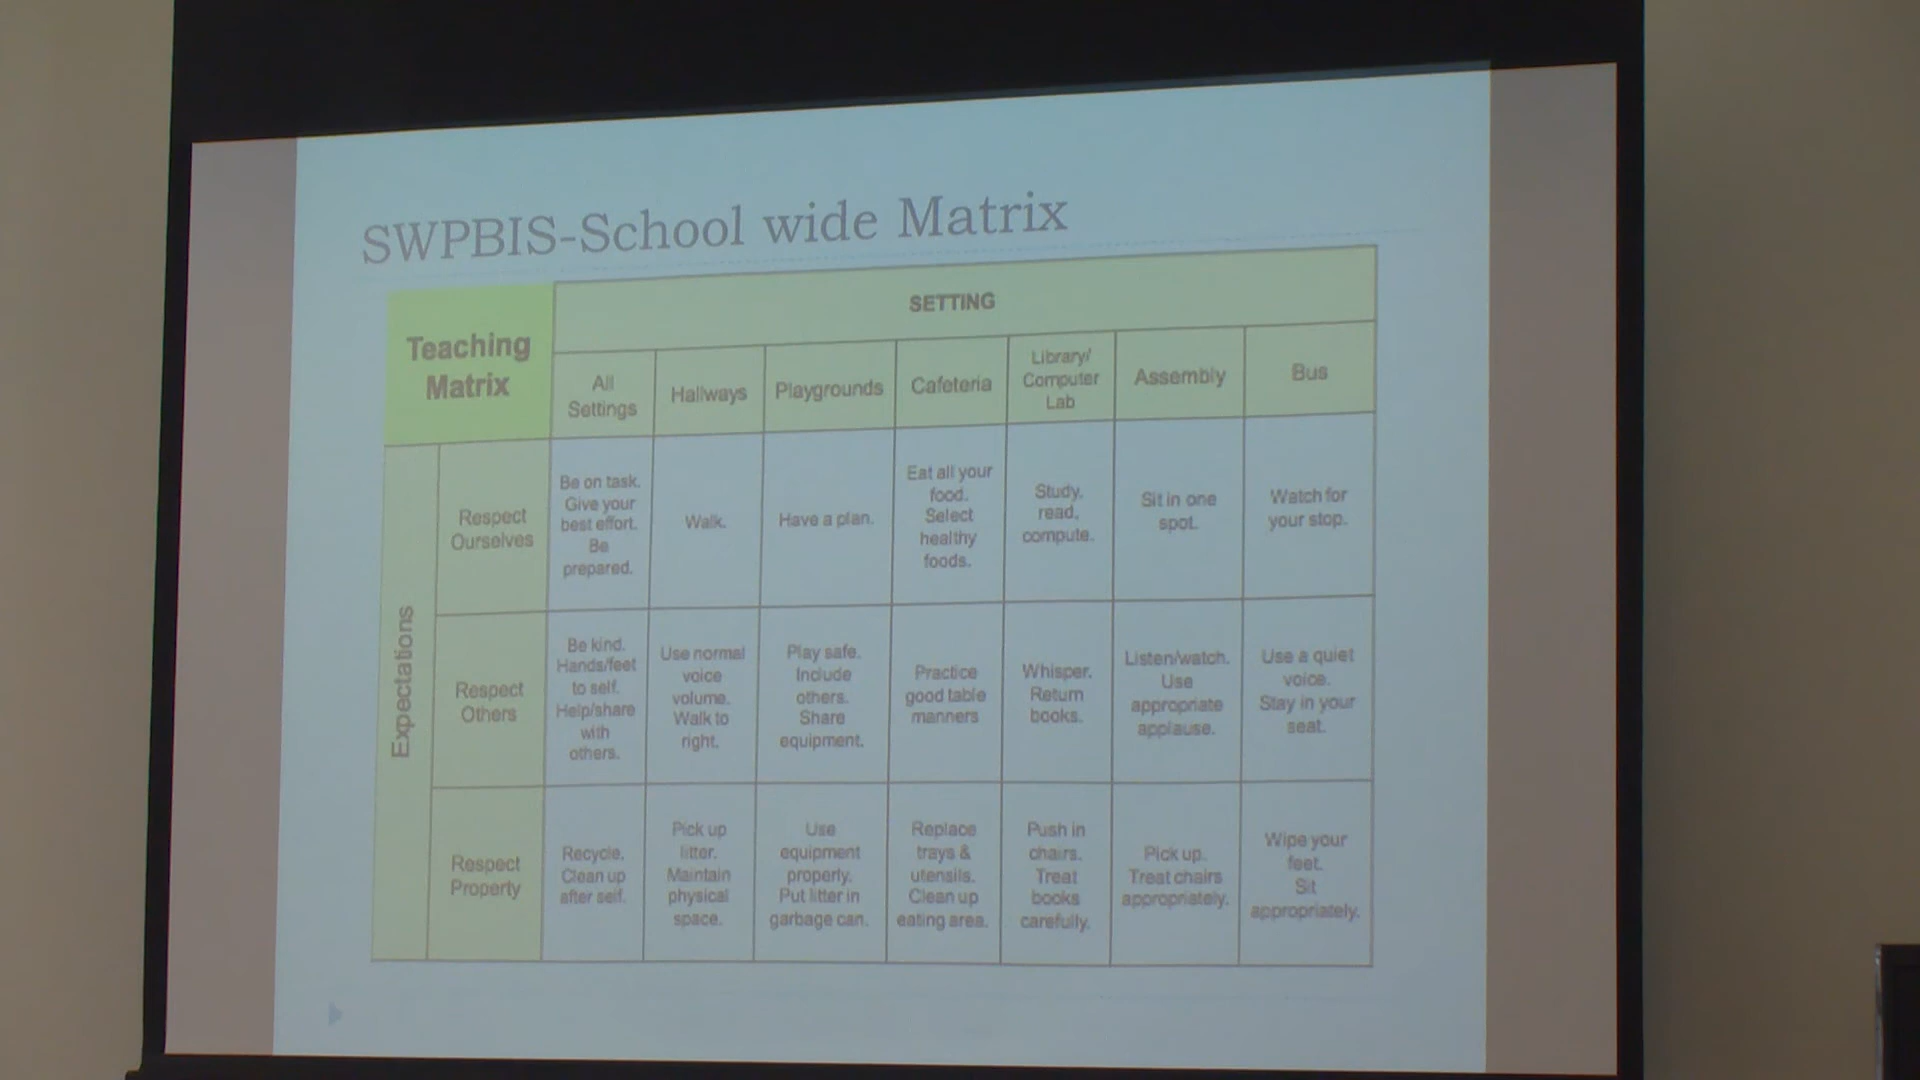 SWPBIS-School wide Matrix
Teaching
Matrix
SETTING
All
Settings
Hallways
Playgrounds
Cafeteria
Library/
Computer
Lab
Assembly
Bus
Expectations
Respect
Ourselves
Be on task.
Give your
best effort.
Be
prepared.
Walk.
Have a plan.
Eat all your
food.
Select
healthy
foods.
Study,
read,
compute.
Sit in one
spot.
Watch for
your stop.
Respect
Others
Be kind.
Hands/feet
to self.
Help/share
with
others.
Use normal
voice
volume.
Walk to
right.
Play safe.
Include
others.
Share
equipment.
Practice
good table
manners
Whisper.
Return
books.
Listen/watch.
Use
appropriate
applause.
Use a quiet
voice.
Stay in your
seat.
Respect
Property
Recycle.
Clean up
after self.
Pick up
litter.
Maintain
physical
space.
Use
equipment
properly.
Put litter in
garbage can.
Replace
trays &
utensils.
Clean up
eating area.
Push in
chairs.
Treat
books
carefully.
Pick up.
Treat chairs
appropriately.
Wipe your
feet.
Sit
appropriately.